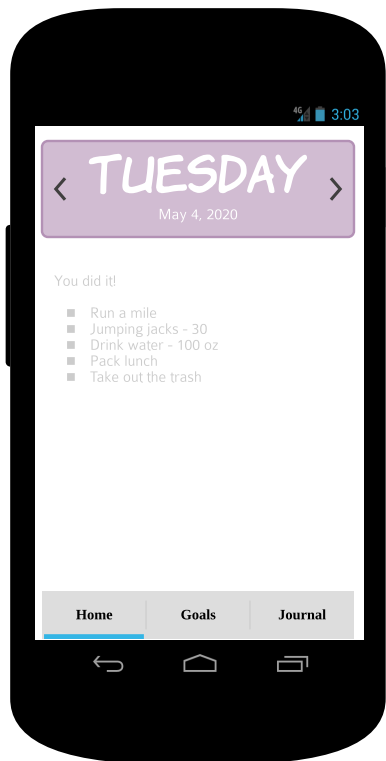 4G 3:03
TUESDAY
May 4, 2020
You did it!
Run a mile
Jumping jacks - 30
Drink water - 100 oz
Pack lunch
Take out the trash
Home Goals Journal